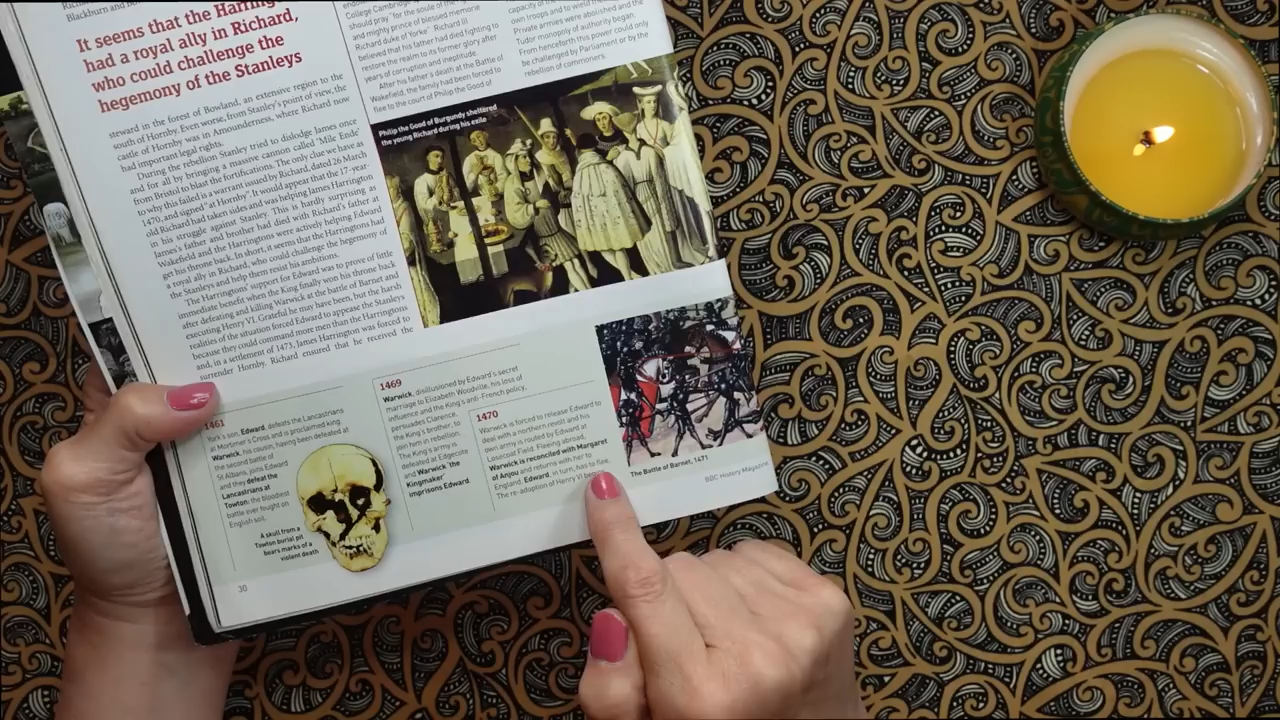 Blackburn and
It seems that the
had a royal ally in Richard,
who could challenge the
hegemony of the Stanleys
steward in the forest of Bowland, an extensive region to the
south of Hornby. Even worse, from Stanley's point of view, the
castle of Hornby was in Amounderness, where Richard now
had important legal rights.
During the rebellion Stanley tried to dislodge James once
and for all by bringing a massive cannon called 'Mile Ende'
from Bristol to blast the fortifications. The only clue we have as
to why this failed is a warrant issued by Richard, dated 26 March
1470, and signed "at Hornby". It would appear that the 17-year-
old Richard had taken sides and was helping James Harrington
in his struggle against Stanley. This is hardly surprising as
James's father and brother had died with Richard's father at
Wakefield and the Harringtons were actively helping Edward
get his throne back. In short, it seems that the Harringtons had
a royal ally in Richard, who could challenge the hegemony of
the Stanleys and help them resist his ambitions.
The Harringtons' support for Edward was to prove of little
immediate benefit when the King finally won his throne back
after defeating and killing Warwick at the battle of Barnet and
executing Henry VI. Grateful he may have been, but the harsh
realities of the situation forced Edward to appease the Stanleys
because they could command more men than the Harringtons
and, in a settlement of 1473, James Harrington was forced to
surrender Hornby. Richard ensured that he received
College Cambridge
should pray "for the soule of the
and mighty prince of blessed memorie
Richard duke of Yorke". Richard III
believed that his father had died fighting to
restore the realm to its former glory after
years of corruption and ineptitude.
After his father's death at the Battle of
Wakefield, the family had been forced to
flee to the court of Philip the Good of
capacity of the
own troops and to wield
Private armies were abolished and the
Tudor monopoly of authority began:
From henceforth this power could only
be challenged by Parliament or by the
rebellion of commoners.
Philip the Good of Burgundy sheltered
the young Richard during his exile
1461
York's son, Edward, defeats the Lancastrians
at Mortimer's Cross and is proclaimed king.
Warwick, his cousin, having been defeated at
the second battle of
St Albans, joins Edward
and they defeat the
Lancastrians at
Towton: the bloodiest
battle ever fought on
English soil.
A skull from a
Towton burial pit
bears marks of a
violent death
1469
Warwick, disillusioned by Edward's secret
marriage to Elizabeth Woodville, his loss of
influence and the King's anti-French policy,
persuades Clarence,
the King's brother, to
join him in rebellion.
The King's army is
defeated at Edgecote
and Warwick 'the
Kingmaker'
imprisons Edward.
1470
Warwick is forced to release Edward to
deal with a northern revolt and his
own army is routed by Edward at
Losecoat Field. Fleeing abroad,
Warwick is reconciled with Margaret
of Anjou and returns with her to
England. Edward, in turn, has to flee.
The re-adoption of Henry VI
The Battle of Barnet, 1471
30
BBC History Magazine